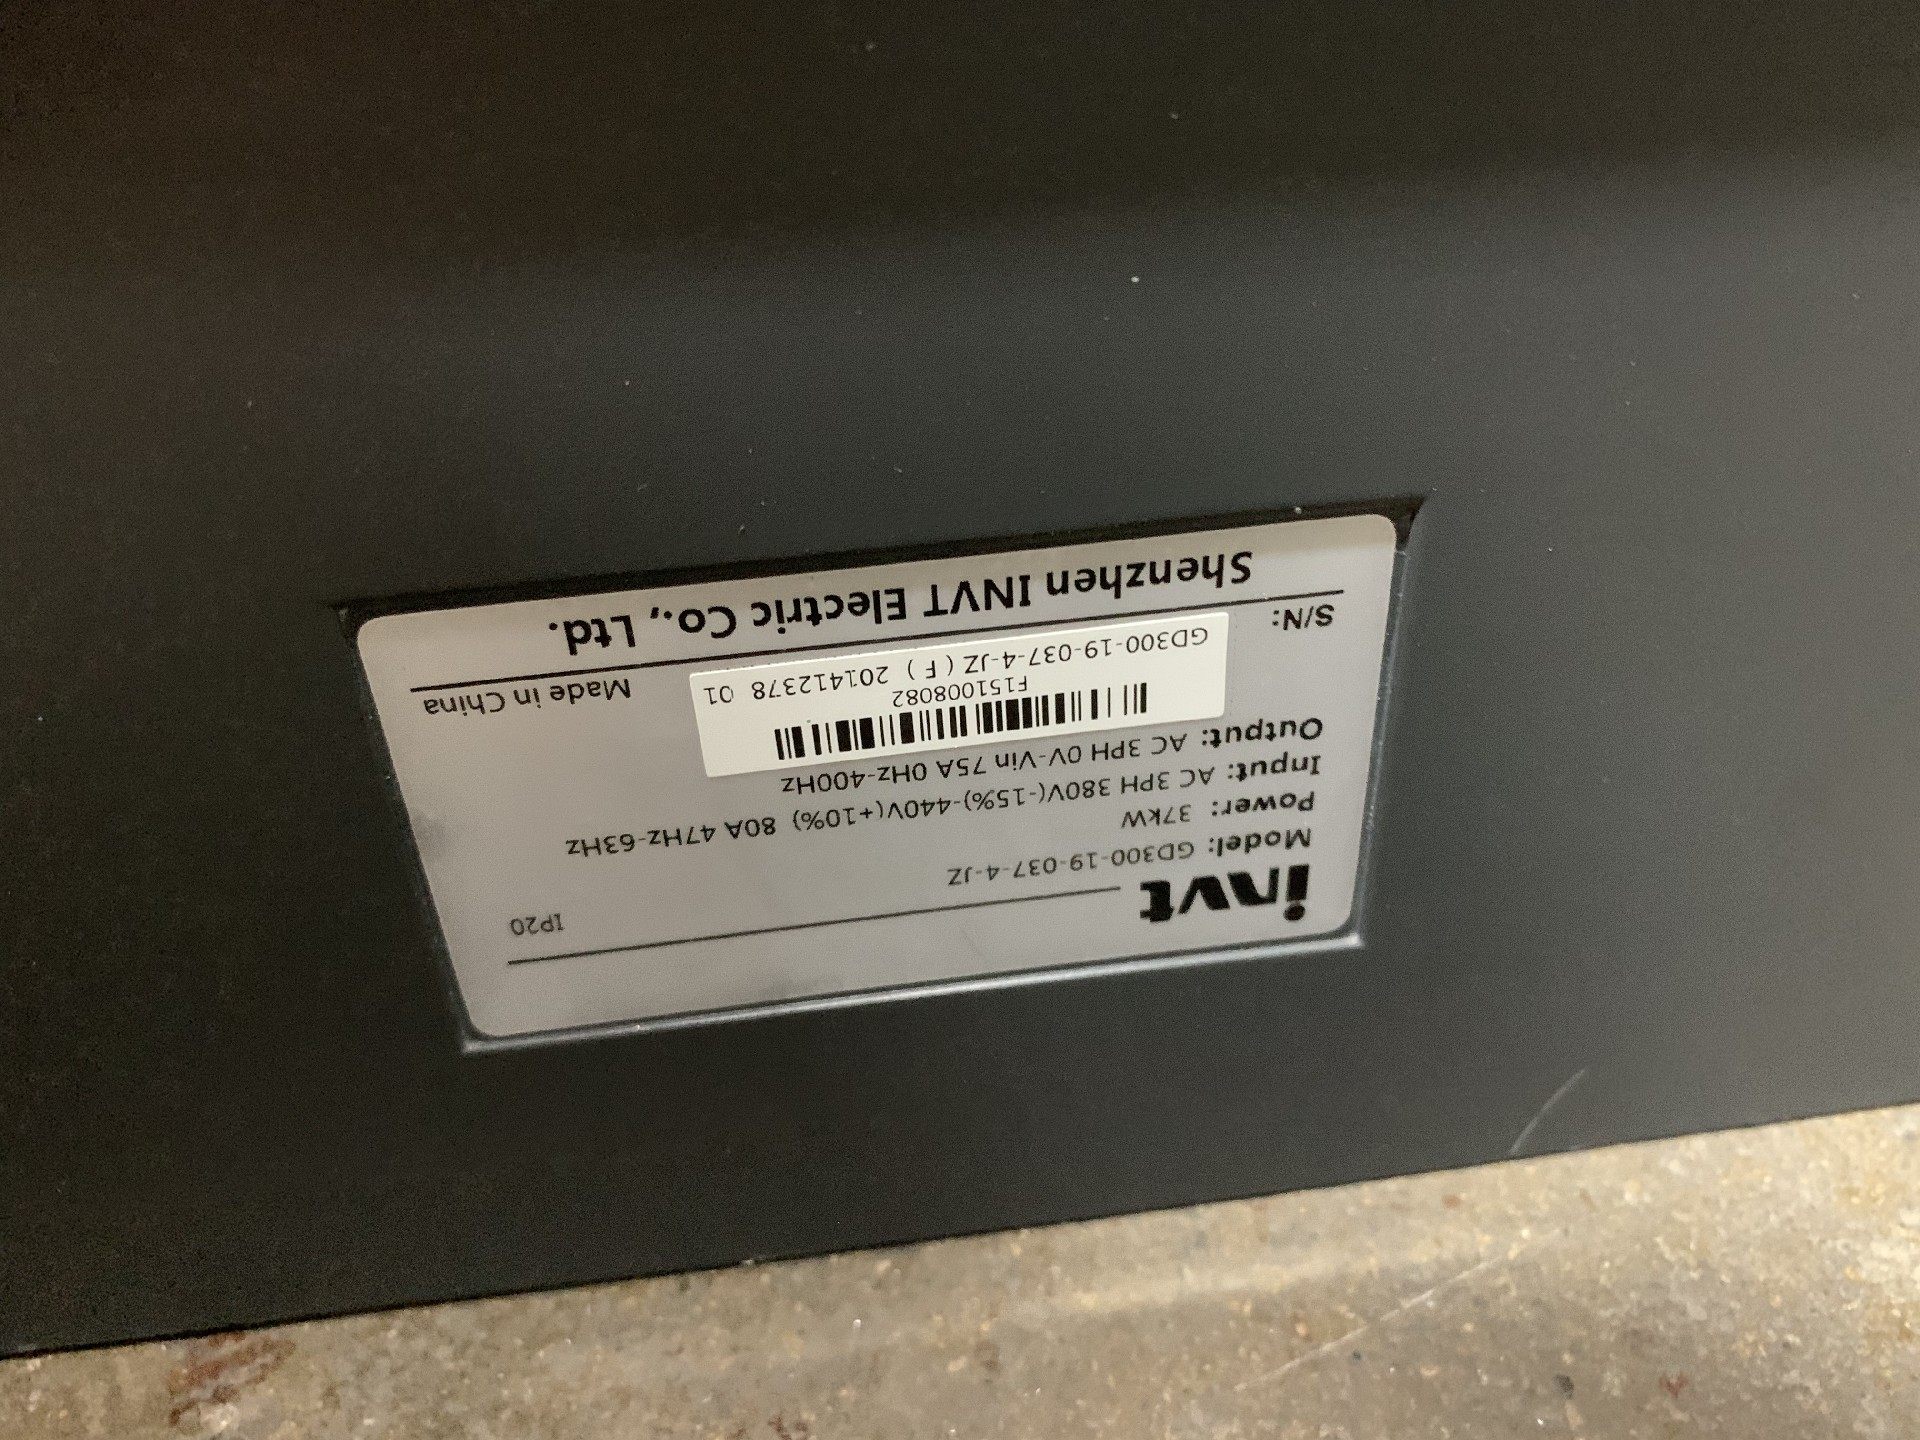 invt
IP20
Model: GD300-19-037-4-JZ
Power: 37kW
Input: AC 3PH 380V(-15%)-440V(+10%) 80A 47Hz-63Hz
Output: AC 3PH 0V-Vin 75A 0Hz-400Hz
F151008082
GD300-19-037-4-JZ(F) 201412378 01
S/N:
Made in China
Shenzhen INVT Electric Co., Ltd.